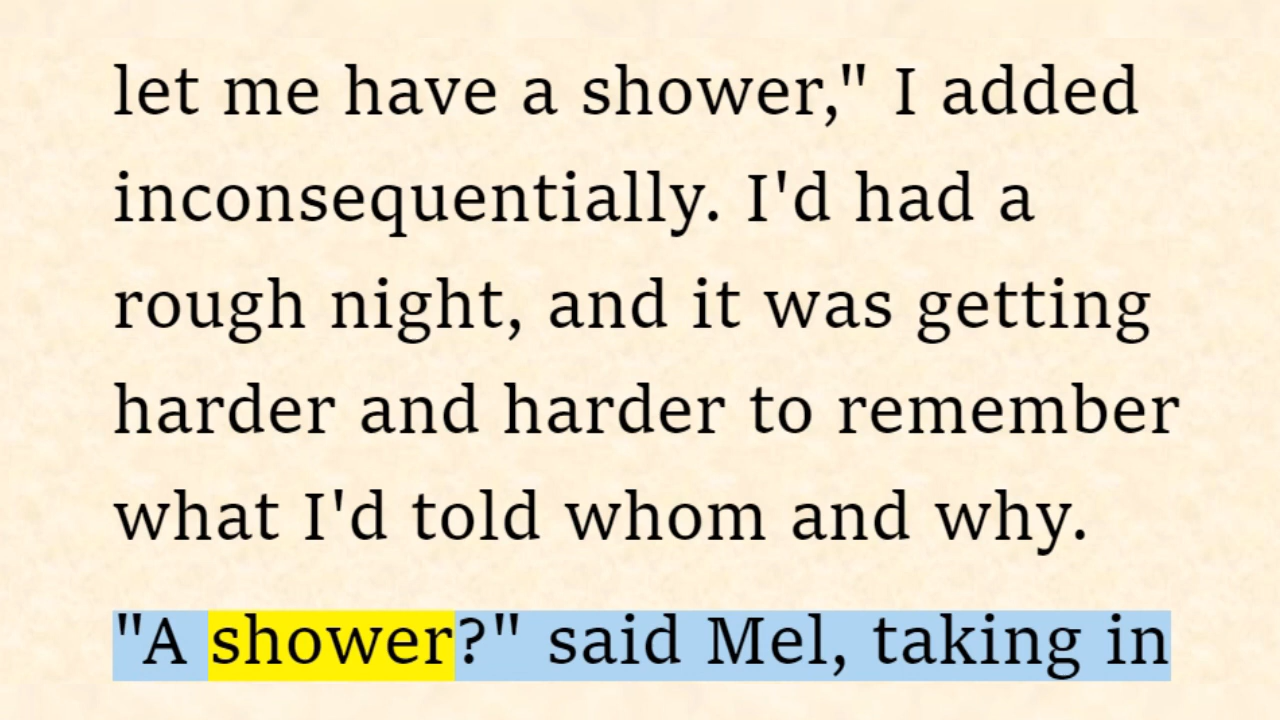 let me have a shower," I added
inconsequentially. I'd had a
rough night, and it was getting
harder and harder to remember
what I'd told whom and why.
"A shower?" said Mel, taking in